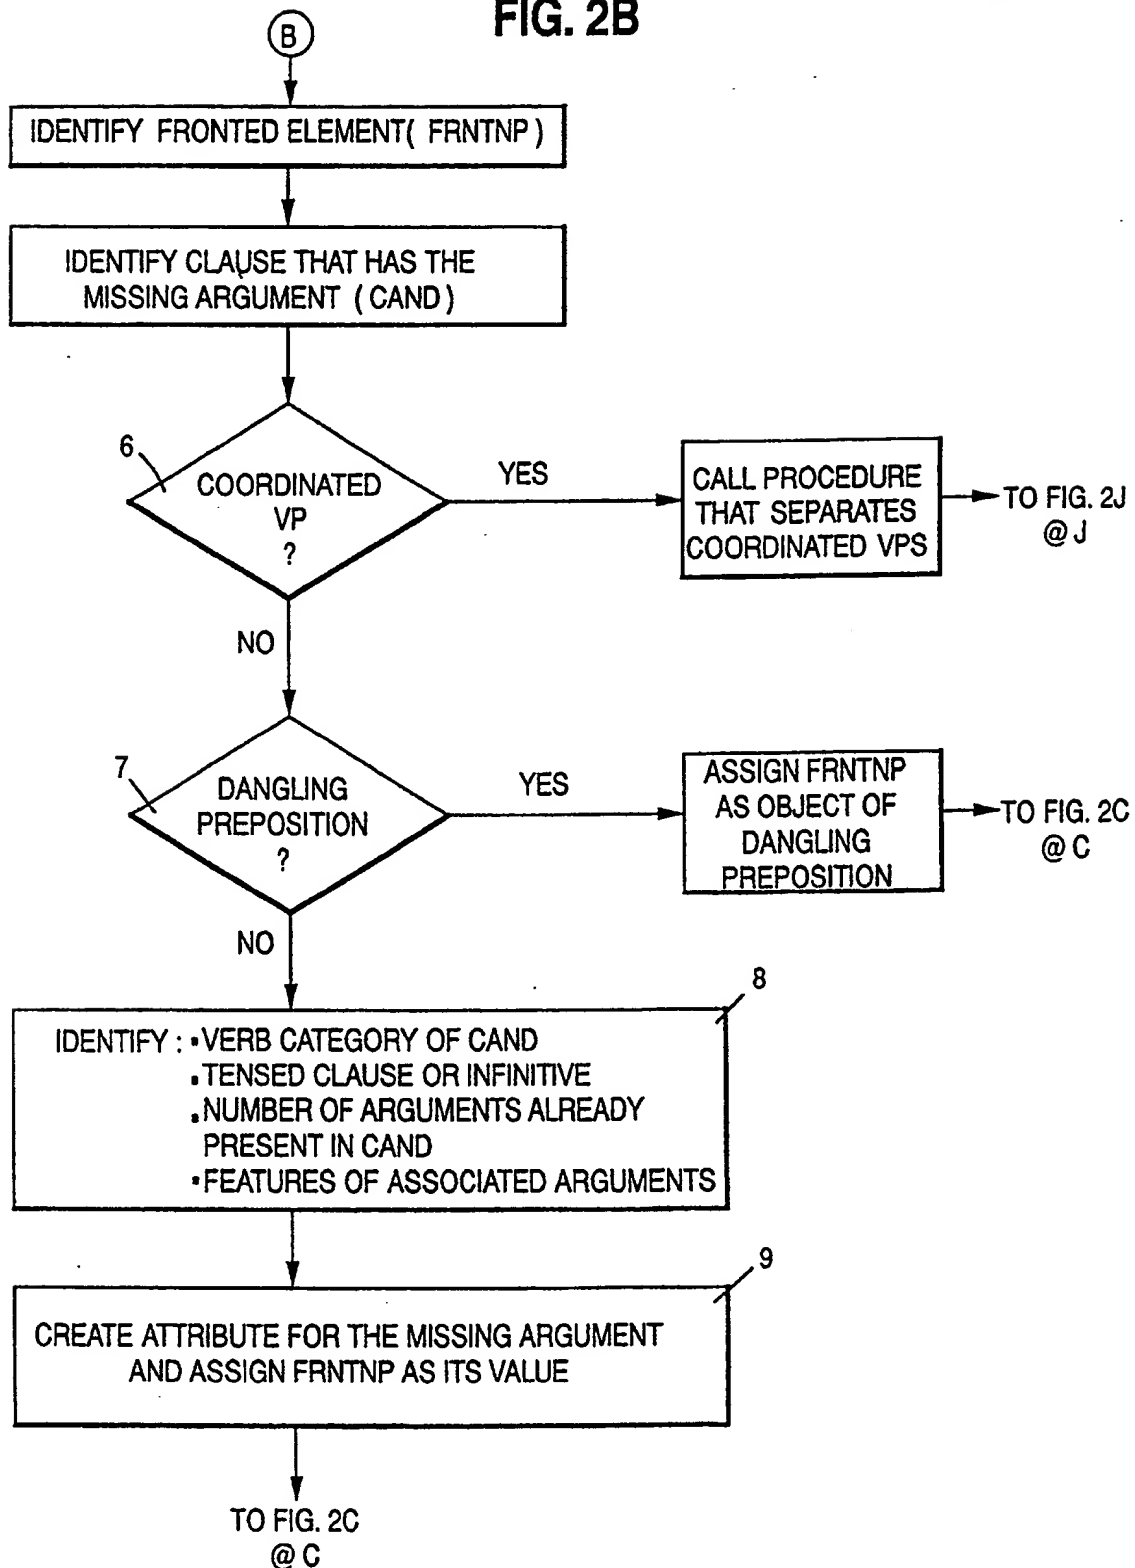 FIG. 2B
B
IDENTIFY FRONTED ELEMENT( FRNTNP )
IDENTIFY CLAUSE THAT HAS THE
MISSING ARGUMENT ( CAND )
6
COORDINATED
VP
?
YES
CALL PROCEDURE
THAT SEPARATES
COORDINATED VPS
TO FIG. 2J
@ J
NO
7
DANGLING
PREPOSITION
?
YES
ASSIGN FRNTNP
AS OBJECT OF
DANGLING
PREPOSITION
TO FIG. 2C
@ C
NO
8
IDENTIFY : • VERB CATEGORY OF CAND
• TENSED CLAUSE OR INFINITIVE
• NUMBER OF ARGUMENTS ALREADY
PRESENT IN CAND
• FEATURES OF ASSOCIATED ARGUMENTS
9
CREATE ATTRIBUTE FOR THE MISSING ARGUMENT
AND ASSIGN FRNTNP AS ITS VALUE
TO FIG. 2C
@ C